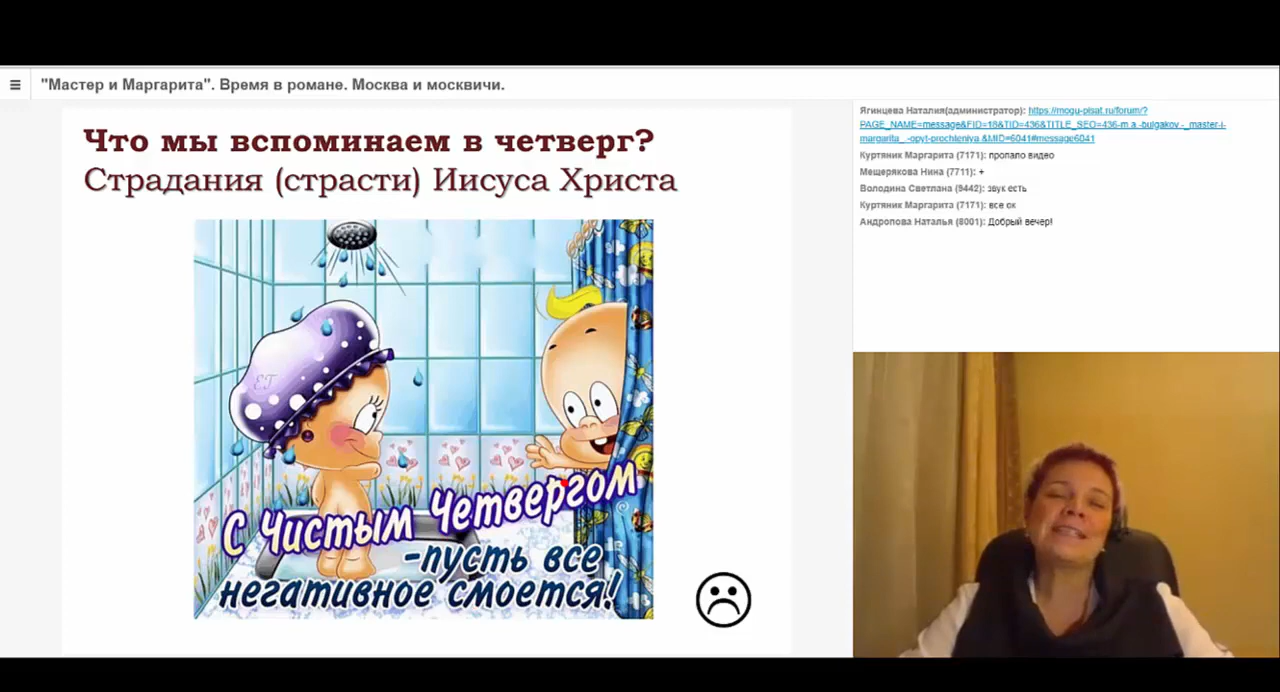 "Мастер и Маргарита". Время в романе. Москва и москвичи.
Что мы вспоминаем в четверг?
Страдания (страсти) Иисуса Христа
ЕТ
С Чистым Четвергом
-пусть все
негативное смоется!
Ягинцева Наталия(администратор): https://mogu-pisat.ru/forum/?
PAGE_NAME=message&FID=18&TID=436&TITLE_SEO=436-m.a.-bulgakov.-_master-i-
margarita_.-opyt-prochteniya.&MID=6041#message6041
Куртяник Маргарита (7171): пропало видео
Мещерякова Нина (7711): +
Володина Светлана (9442): звук есть
Куртяник Маргарита (7171): все ок
Андропова Наталья (8001): Добрый вечер!